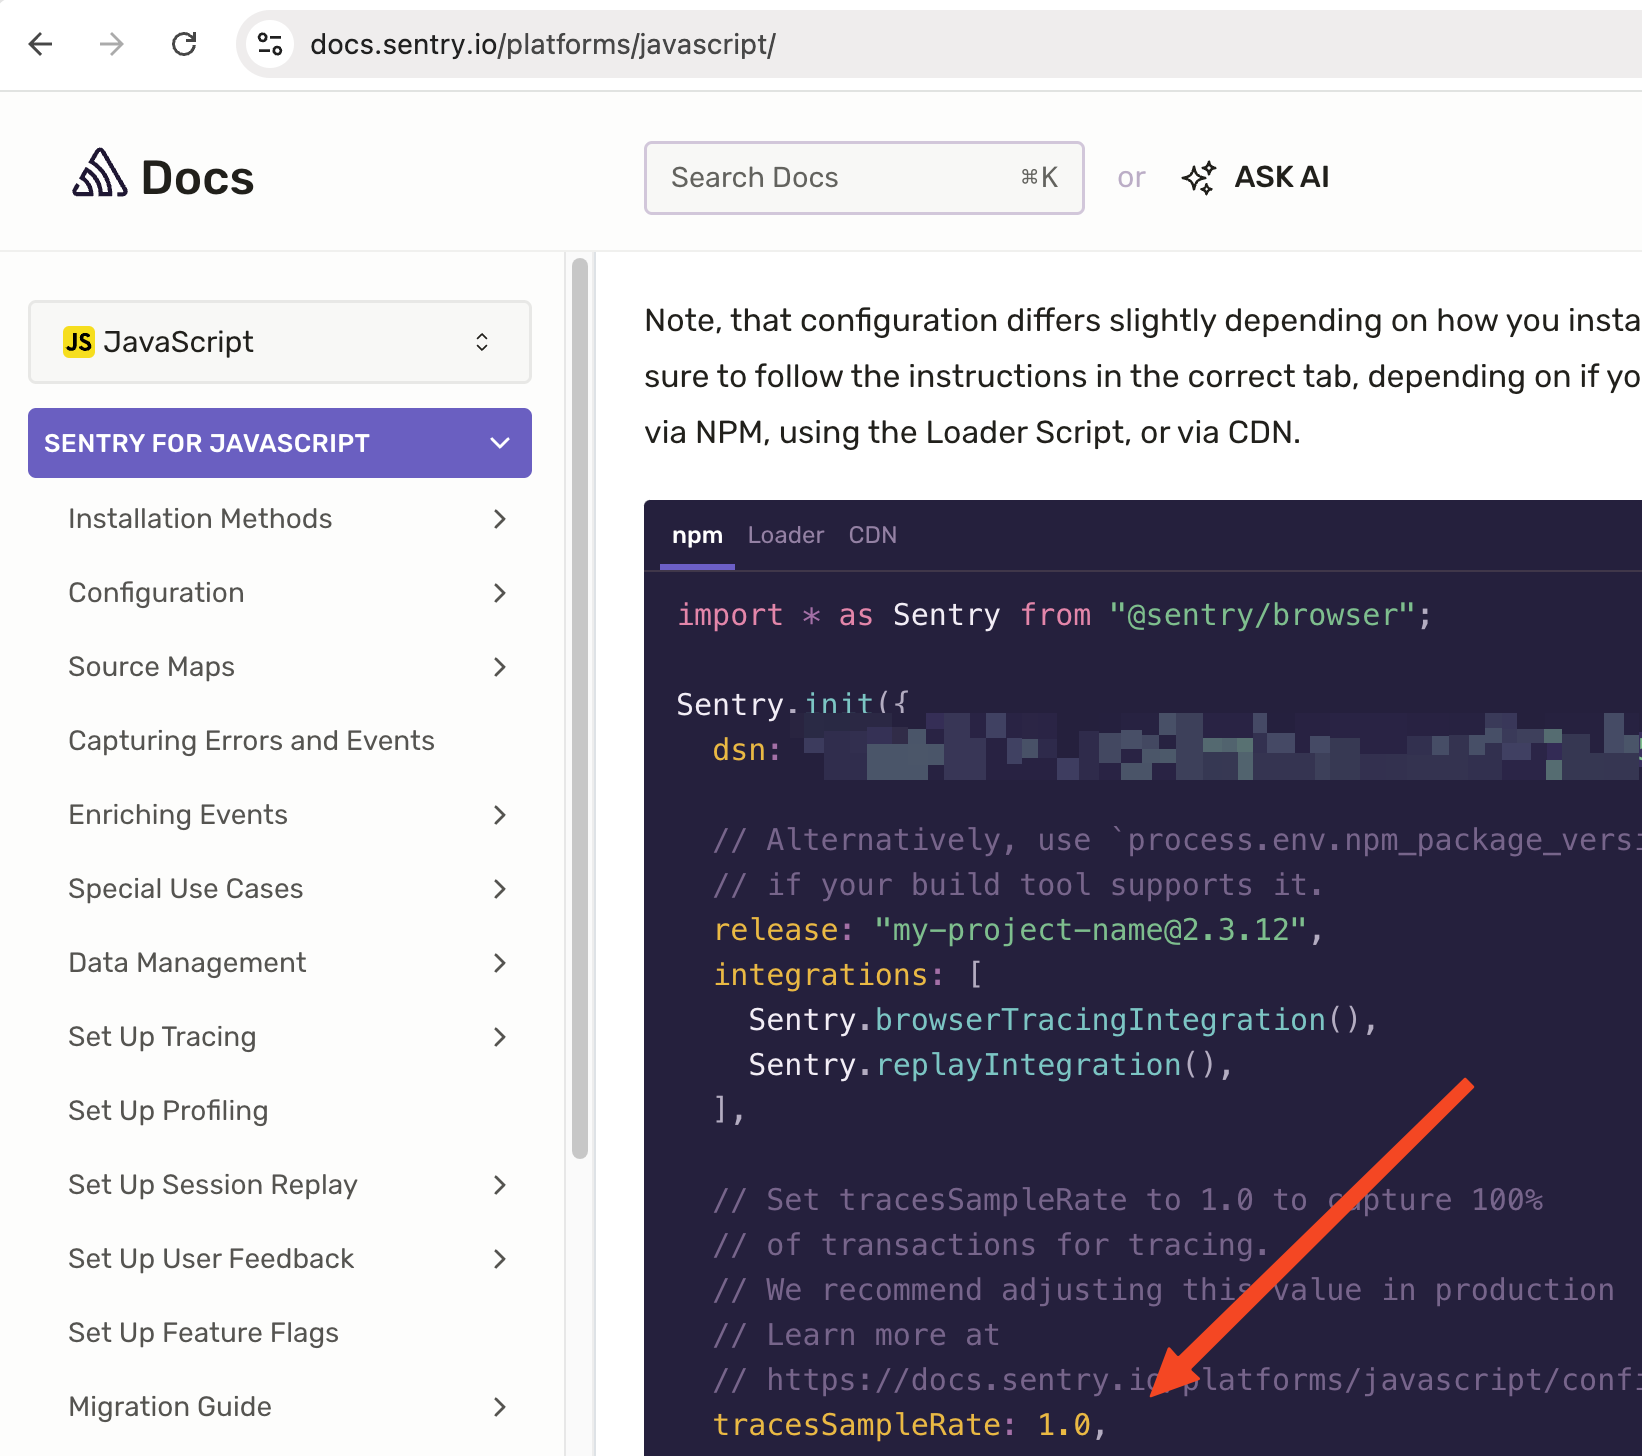 docs.sentry.io/platforms/javascript/
Docs
Search Docs ⌘K or ASK AI
JS JavaScript
SENTRY FOR JAVASCRIPT
Installation Methods
Configuration
Source Maps
Capturing Errors and Events
Enriching Events
Special Use Cases
Data Management
Set Up Tracing
Set Up Profiling
Set Up Session Replay
Set Up User Feedback
Set Up Feature Flags
Migration Guide
Note, that configuration differs slightly depending on how you insta
sure to follow the instructions in the correct tab, depending on if yo
via NPM, using the Loader Script, or via CDN.
npm Loader CDN
import * as Sentry from "@sentry/browser";
Sentry.init({
dsn:
// Alternatively, use `process.env.npm_package_versi
// if your build tool supports it.
release: "my-project-name@2.3.12",
integrations: [
Sentry.browserTracingIntegration(),
Sentry.replayIntegration(),
],
// Set tracesSampleRate to 1.0 to capture 100%
// of transactions for tracing.
// We recommend adjusting this value in production
// Learn more at
// https://docs.sentry.io/platforms/javascript/confi
tracesSampleRate: 1.0,